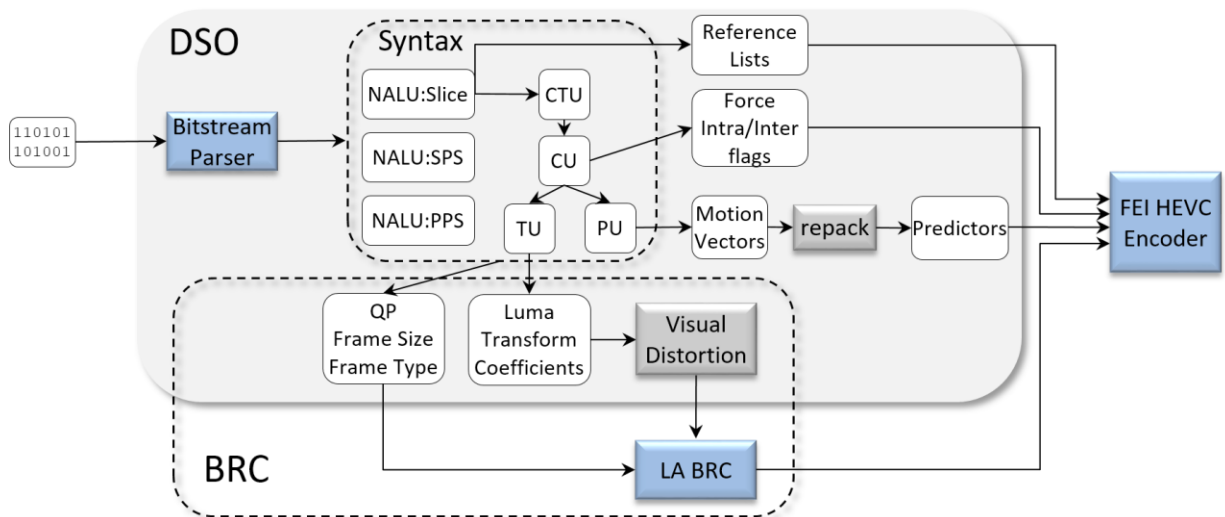 DSO
Syntax
Reference
Lists
NALU:Slice
CTU
Force
Intra/Inter
flags
110101
101001
Bitstream
Parser
NALU:SPS
CU
NALU:PPS
TU
PU
Motion
Vectors
repack
Predictors
FEI HEVC
Encoder
QP
Frame Size
Frame Type
Luma
Transform
Coefficients
Visual
Distortion
BRC
LA BRC